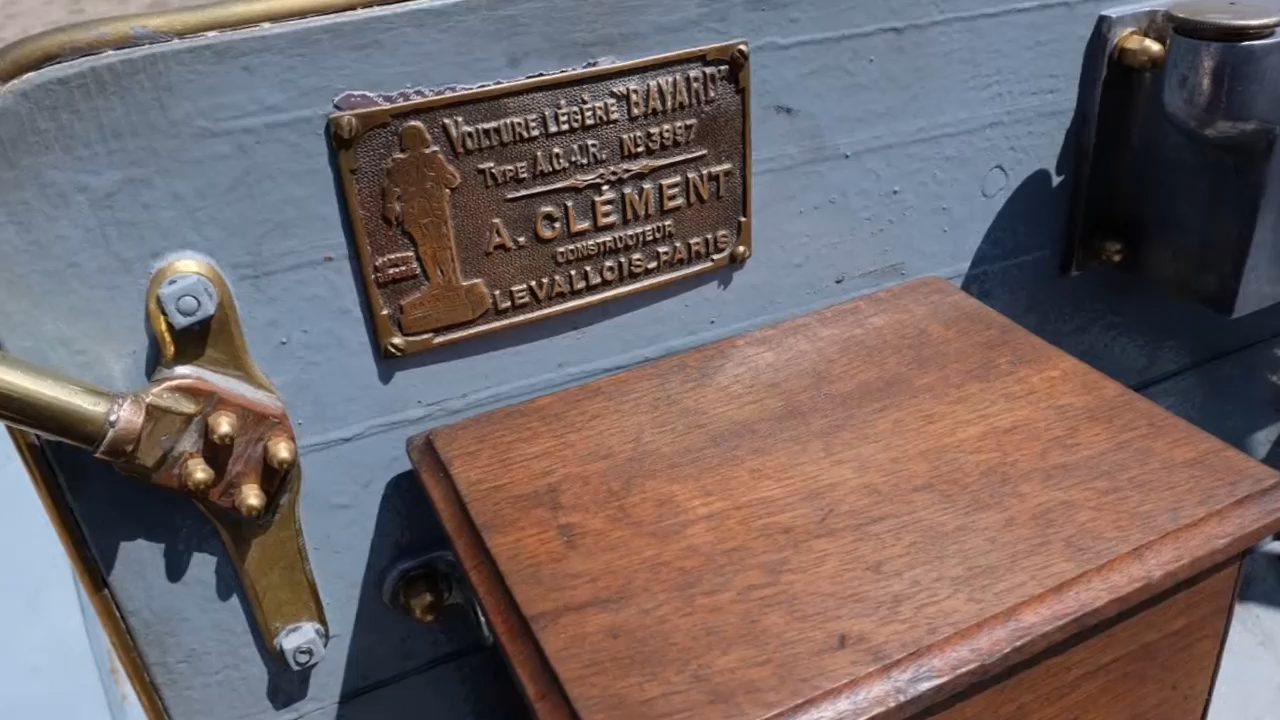 VOITURE LÉGÈRE "BAYARD"
TYPE A.C.4.R. No 3997
A. CLÉMENT
CONSTRUCTEUR
LEVALLOIS-PARIS